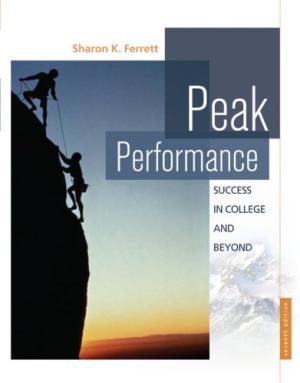 Sharon K. Ferrett
Peak
Performance
SUCCESS
IN COLLEGE
AND
BEYOND
seventh edition